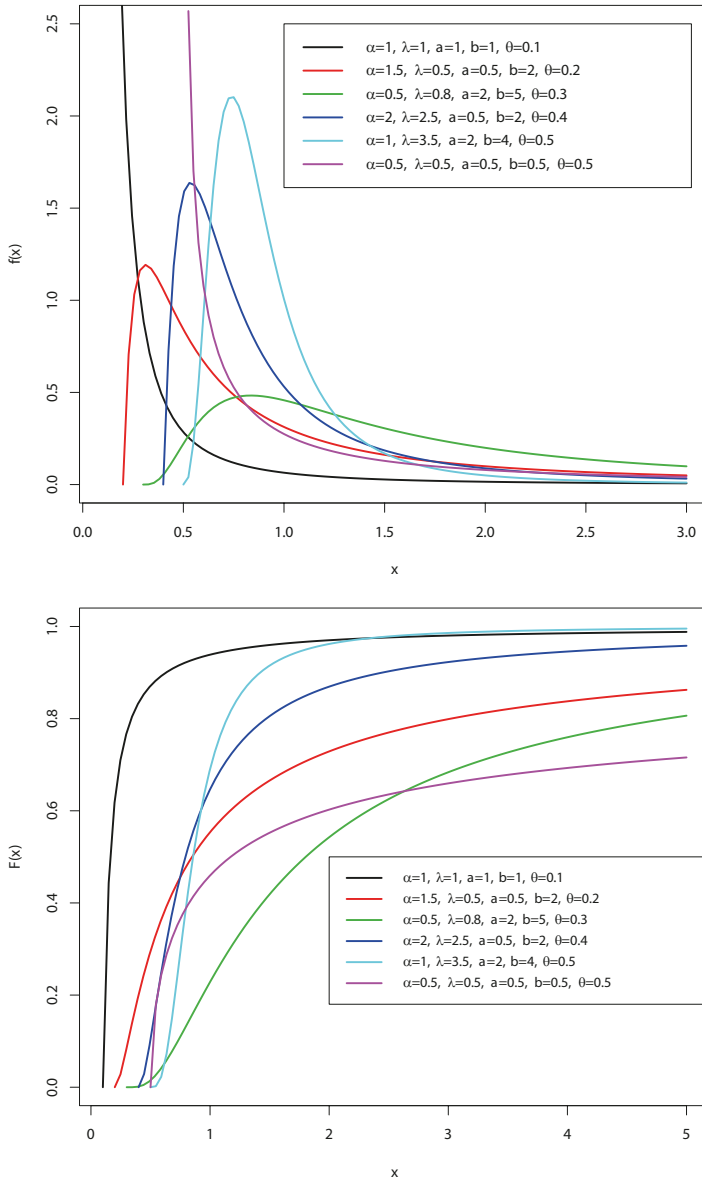 2.5
2.0
1.5
1.0
0.5
0.0
f(x)
α=1, λ=1, a=1, b=1, θ=0.1
α=1.5, λ=0.5, a=0.5, b=2, θ=0.2
α=0.5, λ=0.8, a=2, b=5, θ=0.3
α=2, λ=2.5, a=0.5, b=2, θ=0.4
α=1, λ=3.5, a=2, b=4, θ=0.5
α=0.5, λ=0.5, a=0.5, b=0.5, θ=0.5
0.0 0.5 1.0 1.5 2.0 2.5 3.0
x
1.0
0.8
0.6
0.4
0.2
0.0
F(x)
α=1, λ=1, a=1, b=1, θ=0.1
α=1.5, λ=0.5, a=0.5, b=2, θ=0.2
α=0.5, λ=0.8, a=2, b=5, θ=0.3
α=2, λ=2.5, a=0.5, b=2, θ=0.4
α=1, λ=3.5, a=2, b=4, θ=0.5
α=0.5, λ=0.5, a=0.5, b=0.5, θ=0.5
0 1 2 3 4 5
x